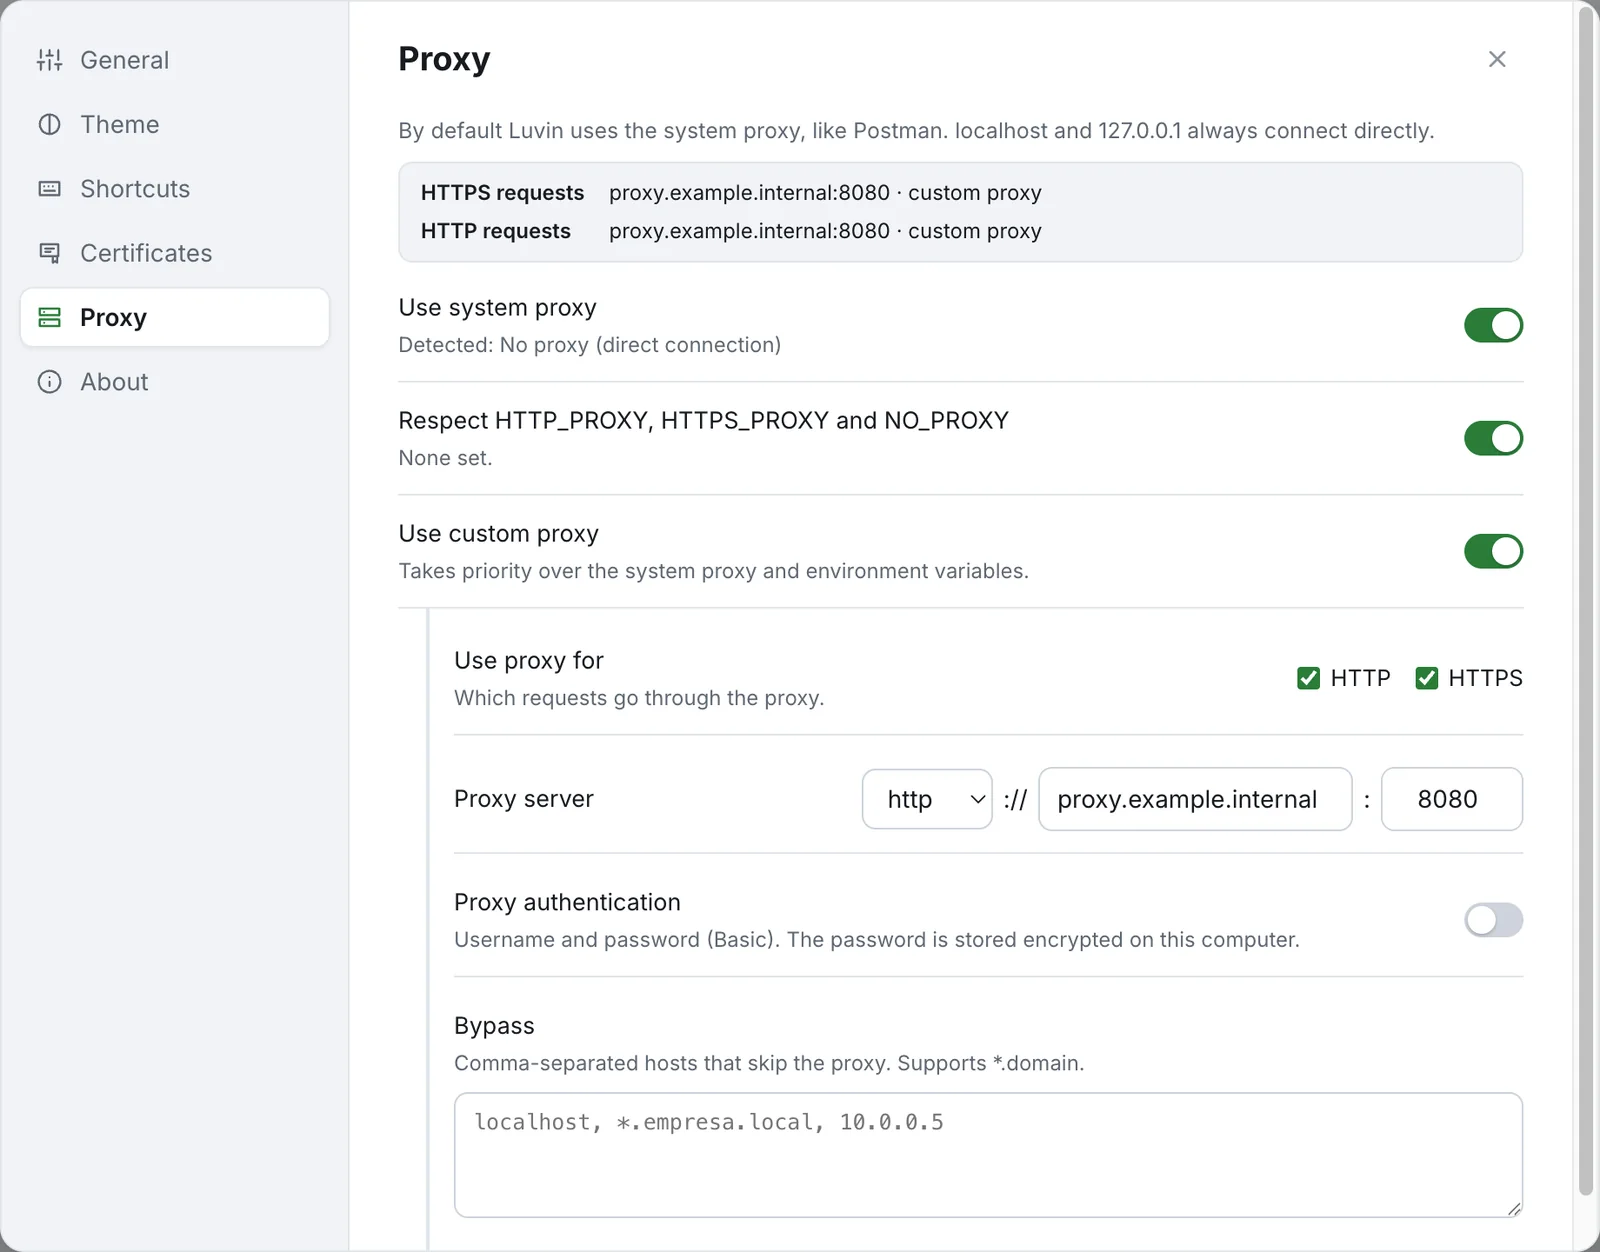 General
Theme
Shortcuts
Certificates
Proxy
About
Proxy
By default Luvin uses the system proxy, like Postman. localhost and 127.0.0.1 always connect directly.
HTTPS requests proxy.example.internal:8080 · custom proxy
HTTP requests proxy.example.internal:8080 · custom proxy
Use system proxy
Detected: No proxy (direct connection)
Respect HTTP_PROXY, HTTPS_PROXY and NO_PROXY
None set.
Use custom proxy
Takes priority over the system proxy and environment variables.
Use proxy for
Which requests go through the proxy.
HTTP HTTPS
Proxy server http :// proxy.example.internal : 8080
Proxy authentication
Username and password (Basic). The password is stored encrypted on this computer.
Bypass
Comma-separated hosts that skip the proxy. Supports *.domain.
localhost, *.empresa.local, 10.0.0.5